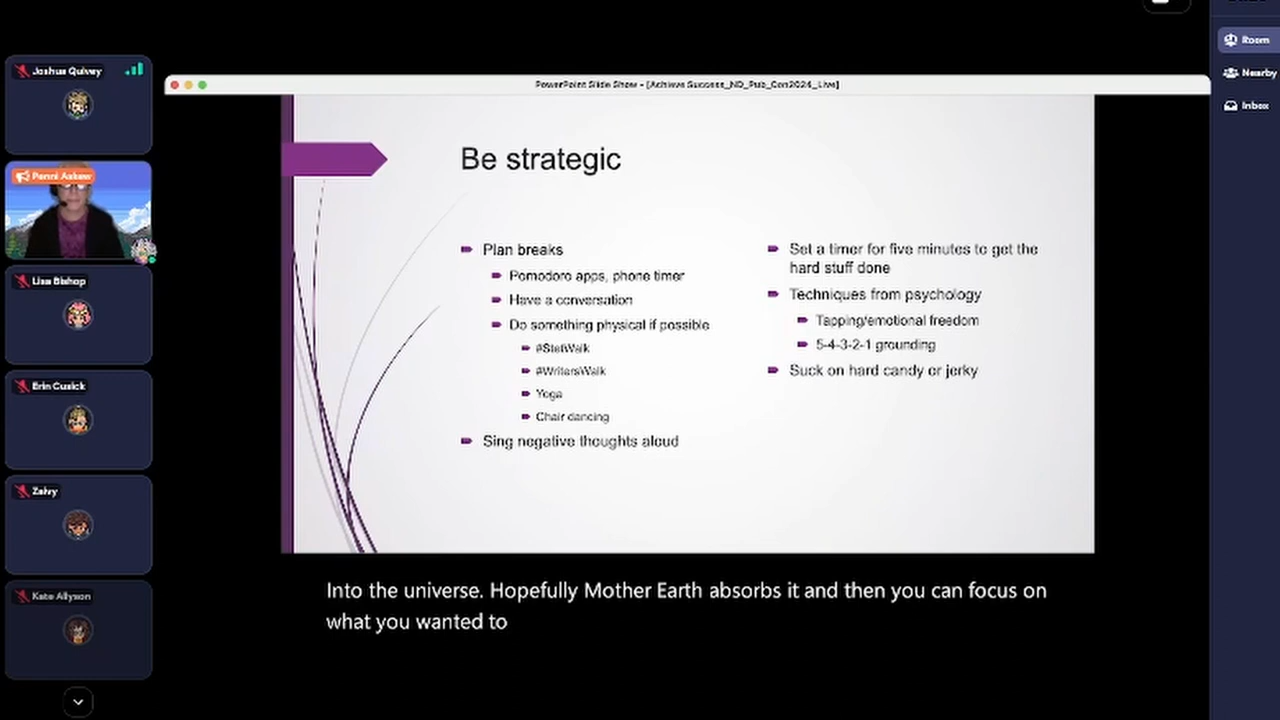 Joshua Quivey
Penni Askew
Lisa Bishop
Erin Cusick
Zelvy
Kate Allyson
PowerPoint Slide Show - [Achieve Success_ND_Pub_Con2024_Live]
Be strategic
Plan breaks
Pomodoro apps, phone timer
Have a conversation
Do something physical if possible
#StetWalk
#WritersWalk
Yoga
Chair dancing
Sing negative thoughts aloud
Set a timer for five minutes to get the
hard stuff done
Techniques from psychology
Tapping/emotional freedom
5-4-3-2-1 grounding
Suck on hard candy or jerky
Into the universe. Hopefully Mother Earth absorbs it and then you can focus on
what you wanted to
Room
Nearby
Inbox